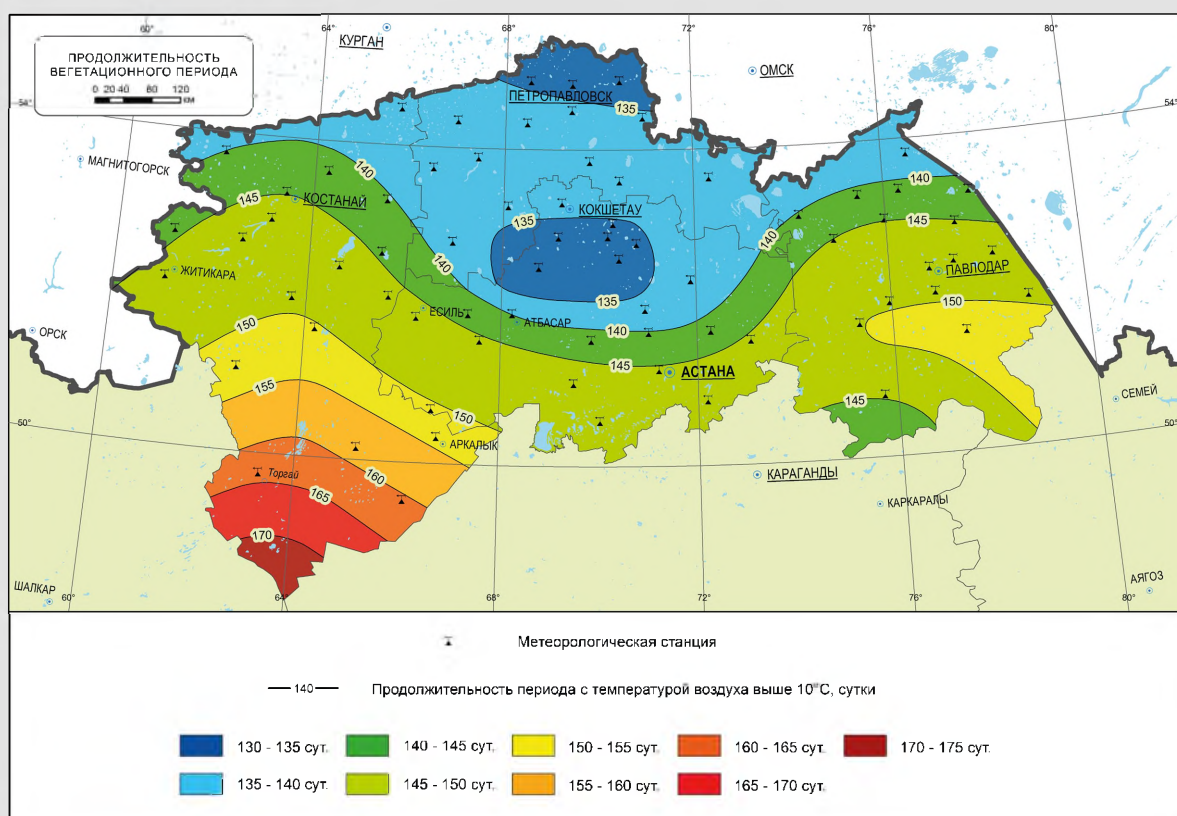 60°
64°
68°
72°
76°
80°
КУРГАН
ПРОДОЛЖИТЕЛЬНОСТЬ
ВЕГЕТАЦИОННОГО ПЕРИОДА
0 20 40 80 120
КМ
ОМСК
54°
54°
ПЕТРОПАВЛОВСК
135
МАГНИТОГОРСК
140
140
145
КОСТАНАЙ
КОКШЕТАУ
135
145
140
ЖИТИКАРА
140
ПАВЛОДАР
135
150
ЕСИЛЬ
АТБАСАР
150
140
ОРСК
145
АСТАНА
155
145
СЕМЕЙ
150
50°
50°
АРКАЛЫК
Торгай
160
КАРАГАНДЫ
165
КАРКАРАЛЫ
170
ШАЛКАР
АЯГОЗ
60°
64°
68°
72°
76°
80°
Метеорологическая станция
140
Продолжительность периода с температурой воздуха выше 10°С, сутки
130 - 135 сут.
140 - 145 сут.
150 - 155 сут.
160 - 165 сут.
170 - 175 сут.
135 - 140 сут.
145 - 150 сут.
155 - 160 сут.
165 - 170 сут.